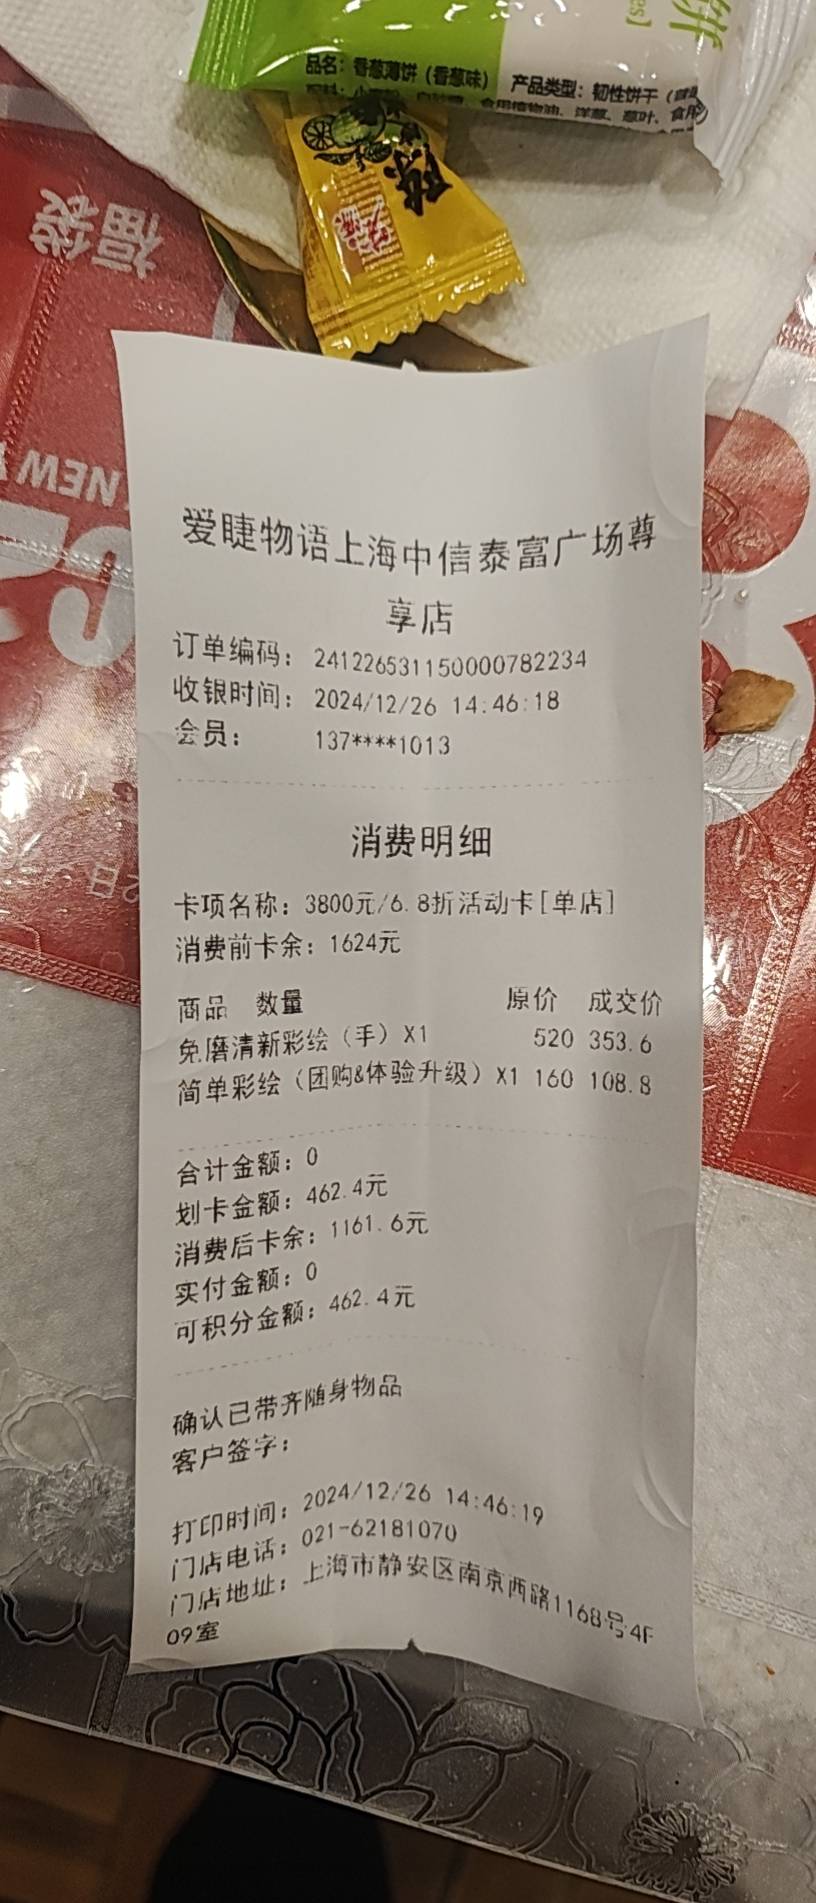 品名：香葱薄饼（香葱味） 产品类型：韧性饼干
饼
福袋
NEW
爱睫物语上海中信泰富广场尊
享店
订单编码：241226531150000782234
收银时间：2024/12/26 14:46:18
会员： 137****1013
消费明细
卡项名称：3800元/6.8折活动卡[单店]
消费前卡余：1624元
商品 数量 原价 成交价
免磨清新彩绘（手）X1 520 353.6
简单彩绘（团购&体验升级）X1 160 108.8
合计金额：0
划卡金额：462.4元
消费后卡余：1161.6元
实付金额：0
可积分金额：462.4元
确认已带齐随身物品
客户签字：
打印时间：2024/12/26 14:46:19
门店电话：021-62181070
门店地址：上海市静安区南京西路1168号4F
09室